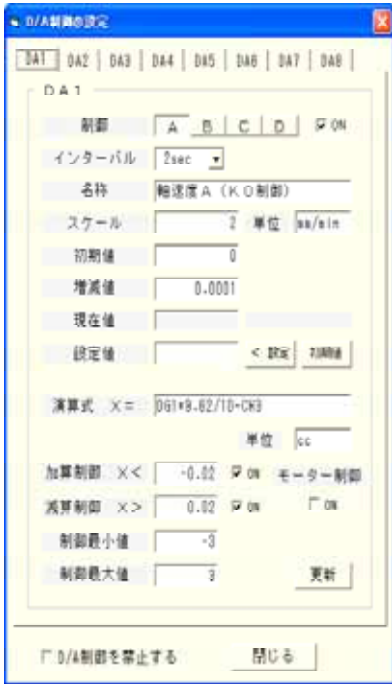 D/A制御の設定
DA1 DA2 DA3 DA4 DA5 DA6 DA7 DA8
DA1
制御 A B C D ON
インターバル 2sec
名称 軸速度A (K0制御)
スケール 2 単位 mm/min
初期値 0
増減値 0.0001
現在値
設定値 < 設定 初期値
演算式 X= DG1*9.62/10-CH3
単位 cc
加算制御 X< -0.02 ON モーター制御
減算制御 X> 0.02 ON ON
制御最小値 -3
制御最大値 3 更新
D/A制御を禁止する 閉じる